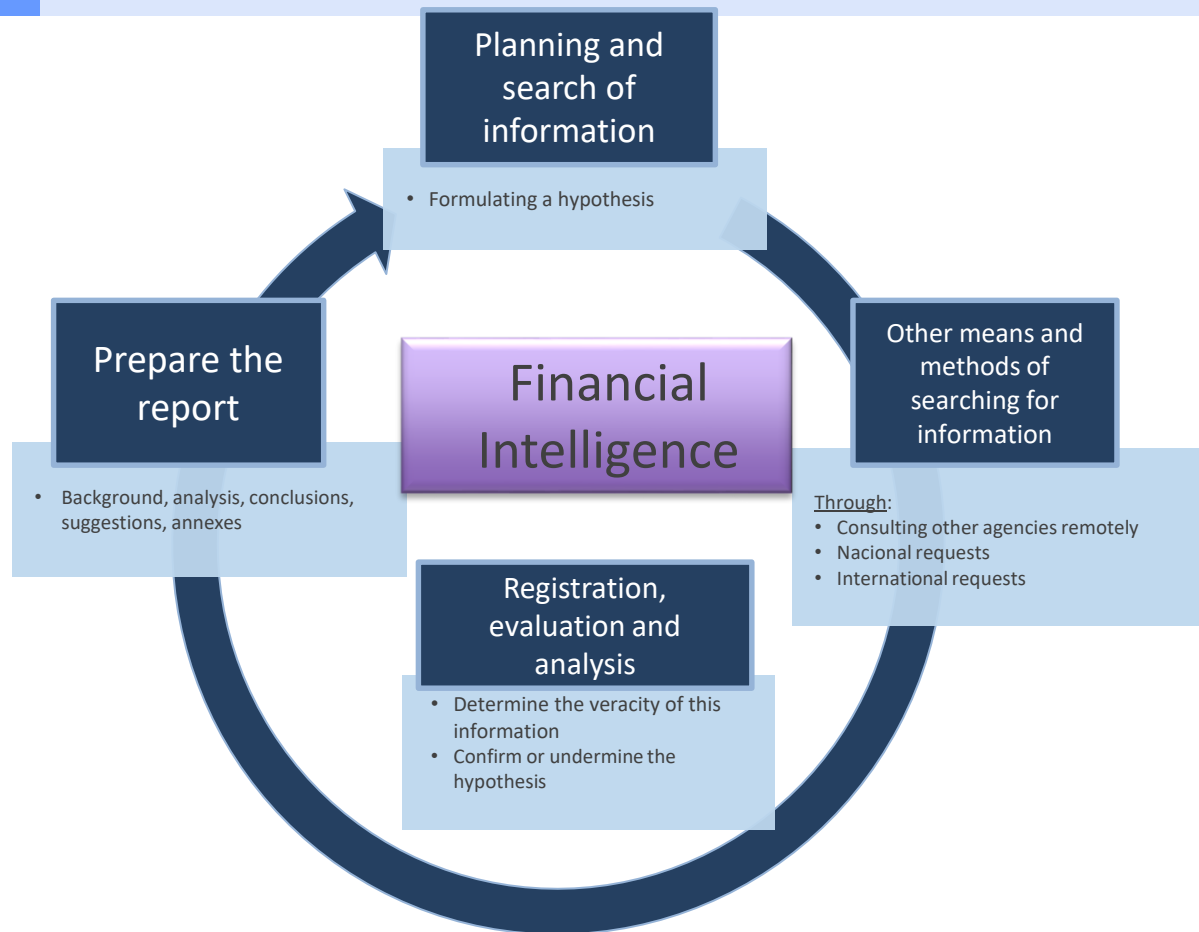 Planning and
search of
information
• Formulating a hypothesis
Other means and
methods of
searching for
information
Through:
• Consulting other agencies remotely
• Nacional requests
• International requests
Financial
Intelligence
Registration,
evaluation and
analysis
• Determine the veracity of this
information
• Confirm or undermine the
hypothesis
Prepare the
report
• Background, analysis, conclusions,
suggestions, annexes